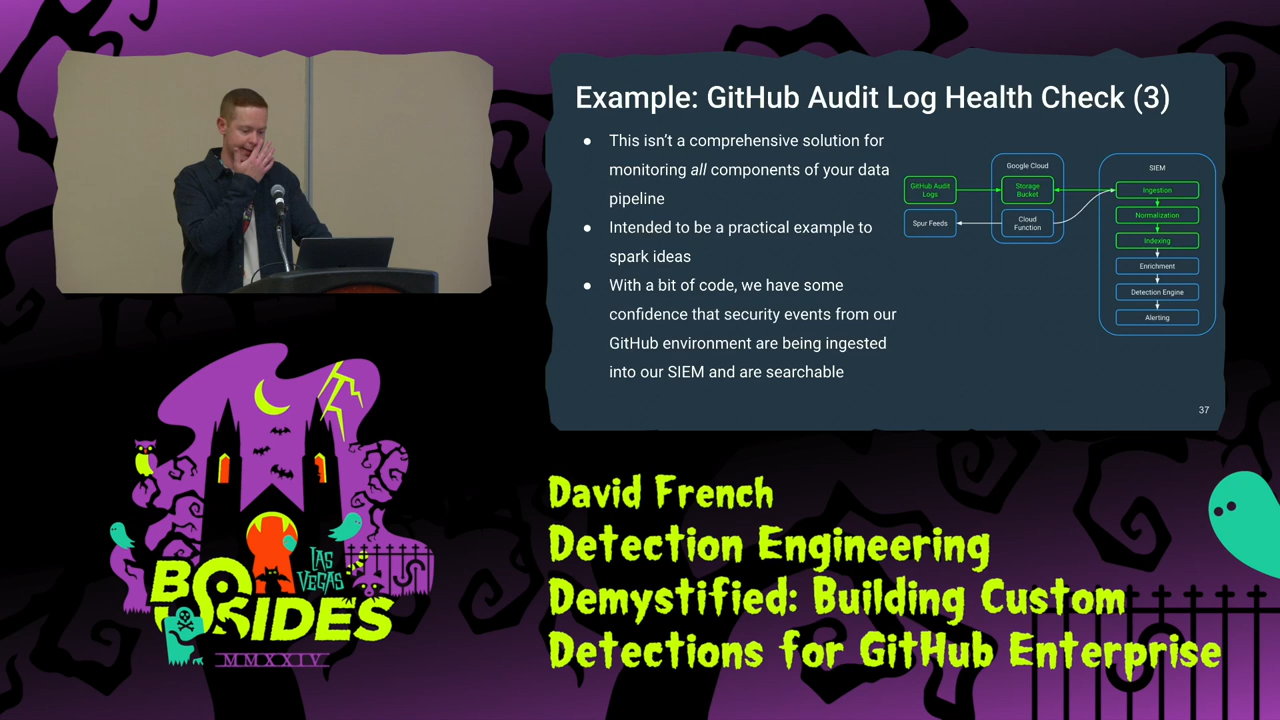 Example: GitHub Audit Log Health Check (3)
● This isn't a comprehensive solution for
monitoring all components of your data
pipeline
● Intended to be a practical example to
spark ideas
● With a bit of code, we have some
confidence that security events from our
GitHub environment are being ingested
into our SIEM and are searchable
GitHub Audit
Logs
Spur Feeds
Google Cloud
Storage
Bucket
Cloud
Function
SIEM
Ingestion
Normalization
Indexing
Enrichment
Detection Engine
Alerting
37
LAS
VEGAS
BSIDES
MMXXIV
David French
Detection Engineering
Demystified: Building Custom
Detections for GitHub Enterprise